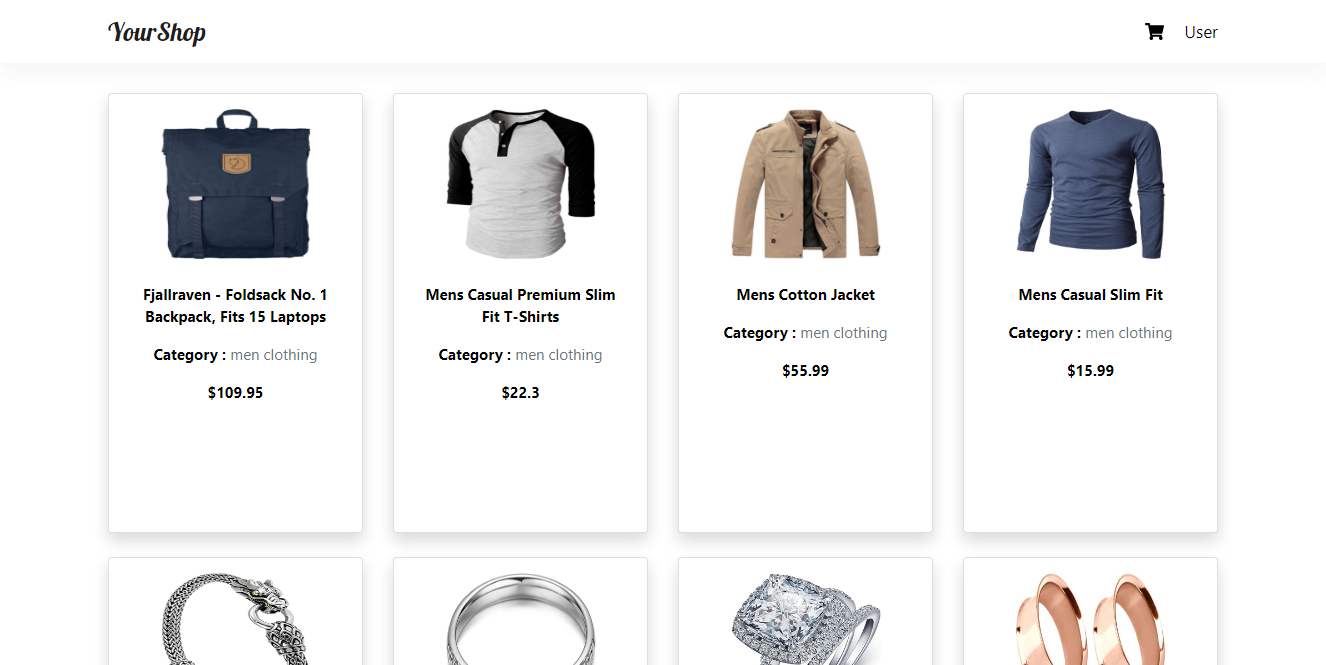 YourShop
User
Fjallraven - Foldsack No. 1
Backpack, Fits 15 Laptops
Category : men clothing
$109.95
Mens Casual Premium Slim
Fit T-Shirts
Category : men clothing
$22.3
Mens Cotton Jacket
Category : men clothing
$55.99
Mens Casual Slim Fit
Category : men clothing
$15.99